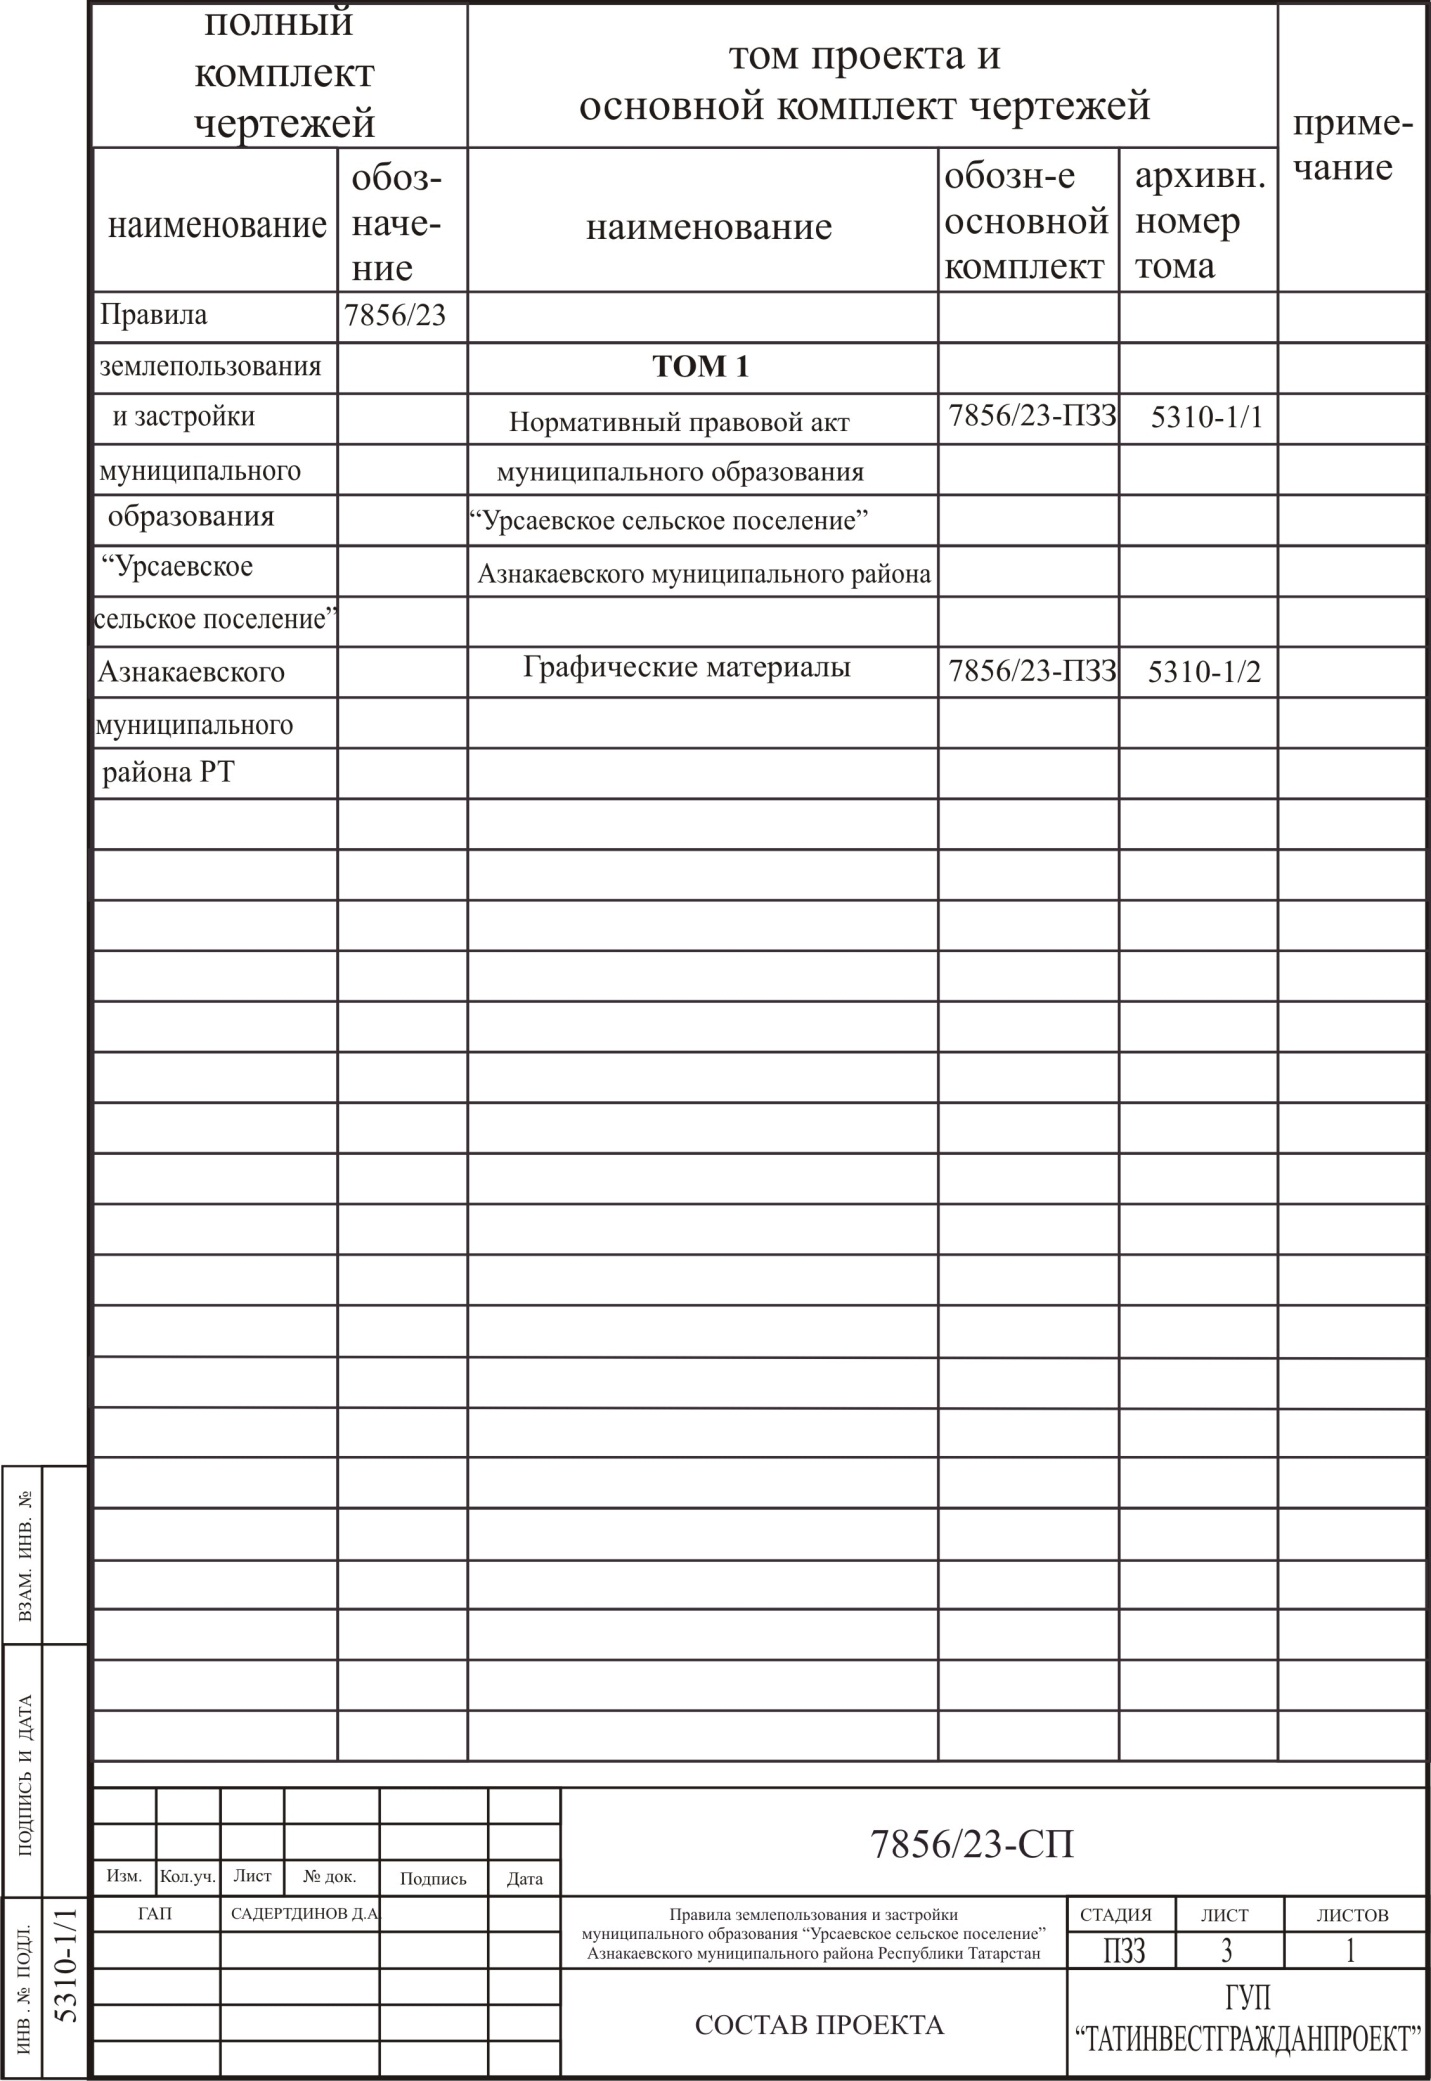 полный
комплект
чертежей
том проекта и
основной комплект чертежей
приме-
чание
наименование
обоз-
наче-
ние
наименование
обозн-е
основной
комплект
архивн.
номер
тома
Правила 7856/23
землепользования ТОМ 1
и застройки Нормативный правовой акт 7856/23-ПЗЗ 5310-1/1
муниципального муниципального образования
образования “Урсаевское сельское поселение”
“Урсаевское Азнакаевского муниципального района
сельское поселение”
Азнакаевского Графические материалы 7856/23-ПЗЗ 5310-1/2
муниципального
района РТ
ВЗАМ. ИНВ. №
ПОДПИСЬ И ДАТА
ИНВ . № ПОДЛ.
5310-1/1
7856/23-СП
Изм. Кол.уч. Лист № док. Подпись Дата
ГАП САДЕРТДИНОВ Д.А.
Правила землепользования и застройки
муниципального образования “Урсаевское сельское поселение”
Азнакаевского муниципального района Республики Татарстан
СТАДИЯ ЛИСТ ЛИСТОВ
ПЗЗ 3 1
СОСТАВ ПРОЕКТА
ГУП
“ТАТИНВЕСТГРАЖДАНПРОЕКТ”